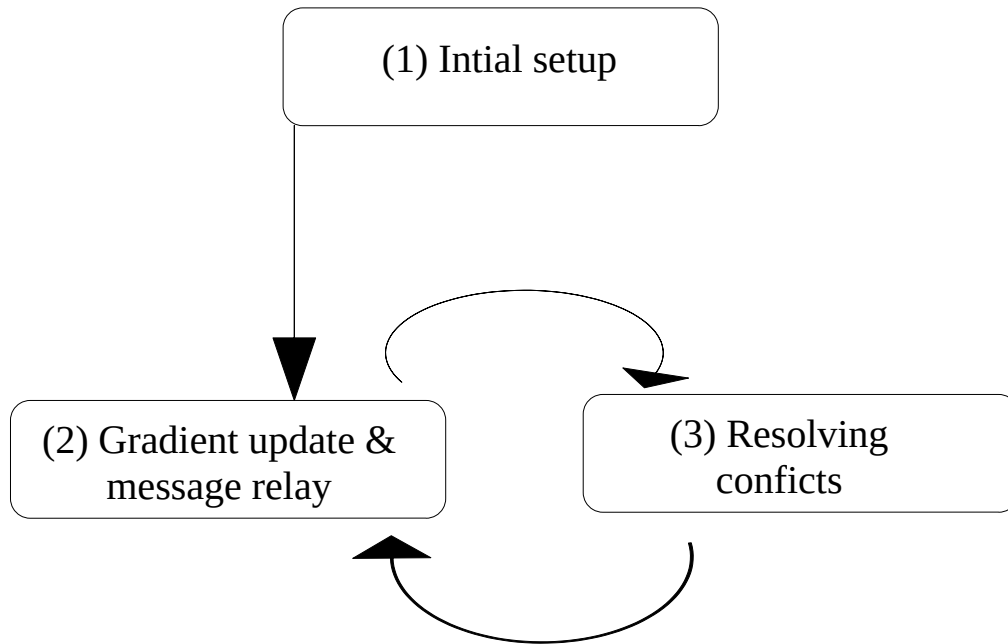 (1) Intial setup
(2) Gradient update &
message relay
(3) Resolving
conficts